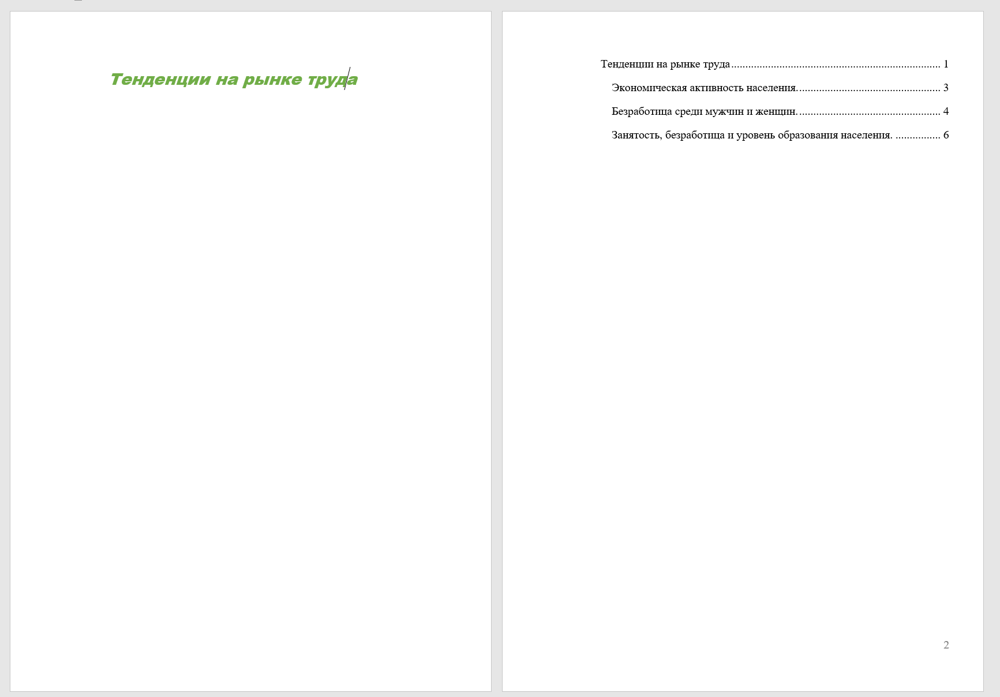 Тенденции на рынке труда
Тенденции на рынке труда........................................................................... 1
Экономическая активность населения................................................... 3
Безработица среди мужчин и женщин................................................... 4
Занятость, безработица и уровень образования населения. ................ 6
2